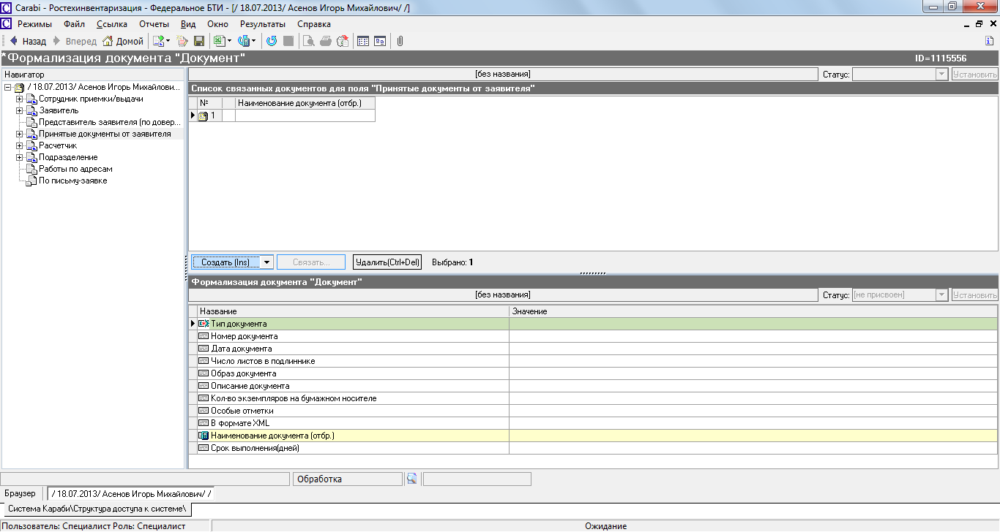 Carabi - Ростехинвентаризация - Федеральное БТИ - [/ 18.07.2013/ Асенов Игорь Михайлович/ /]
Режимы Файл Ссылка Отчеты Вид Окно Результаты Справка
Назад Вперед Домой
*Формализация документа "Документ" ID=1115556
Навигатор
/ 18.07.2013/ Асенов Игорь Михайлови...
Сотрудник приемки/выдачи
Заявитель
Представитель заявителя (по довер...
Принятые документы от заявителя
Расчетчик
Подразделение
Работы по адресам
По письму-заявке
[без названия] Статус: Установить
Список связанных документов для поля "Принятые документы от заявителя"
№ Наименование документа (отбр.)
1
Создать (Ins) Связать... Удалить(Ctrl+Del) Выбрано: 1
Формализация документа "Документ"
[без названия] Статус: [не присвоен] Установить
Название Значение
Тип документа
Номер документа
Дата документа
Число листов в подлиннике
Образ документа
Описание документа
Кол-во экземпляров на бумажном носителе
Особые отметки
В формате XML
Наименование документа (отбр.)
Срок выполнения(дней)
Обработка
Браузер / 18.07.2013/ Асенов Игорь Михайлович/ /
Система Караби\Структура доступа к системе\
Пользователь: Специалист Роль: Специалист Ожидание